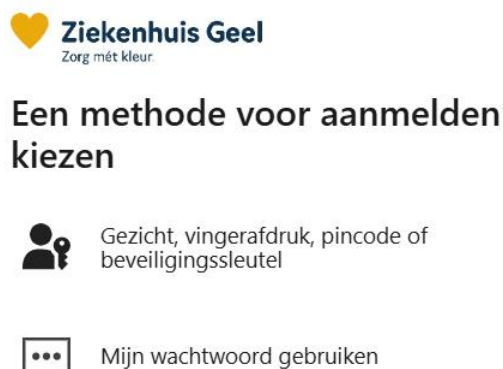 Ziekenhuis Geel
Zorg mét kleur.
Een methode voor aanmelden
kiezen
Gezicht, vingerafdruk, pincode of
beveiligingssleutel
Mijn wachtwoord gebruiken